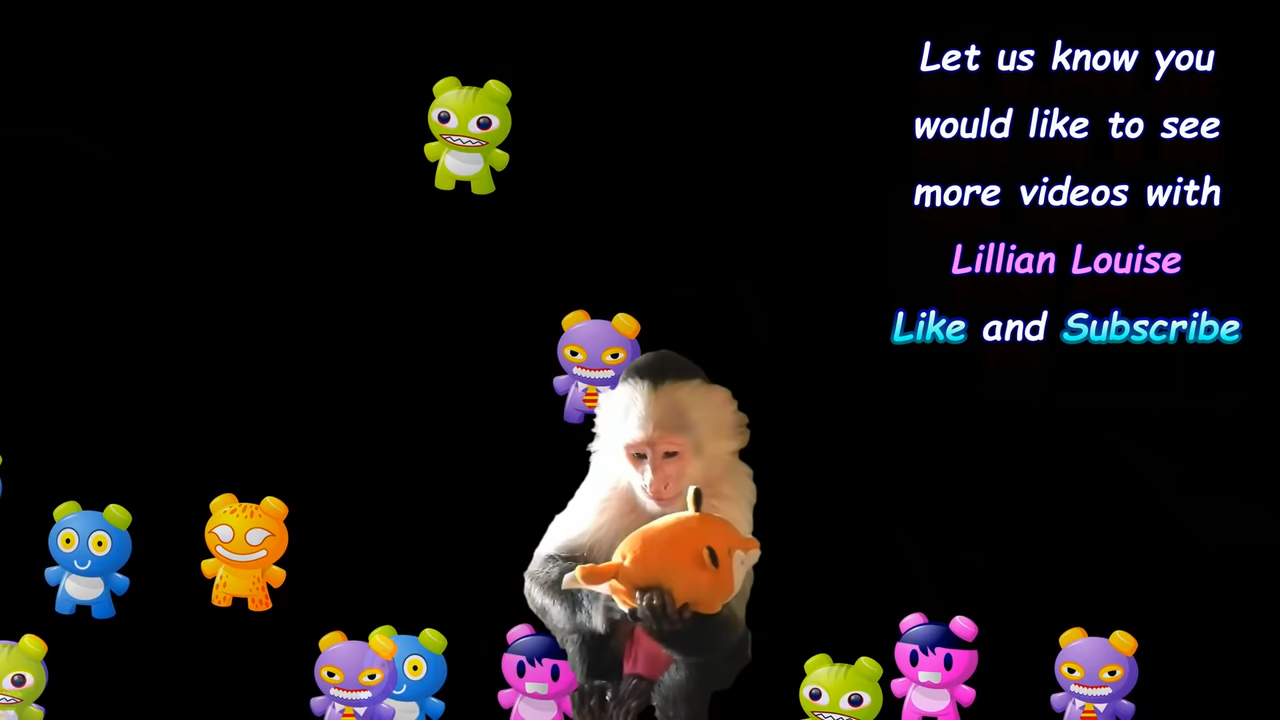 Let us know you
would like to see
more videos with
Lillian Louise
Like and Subscribe